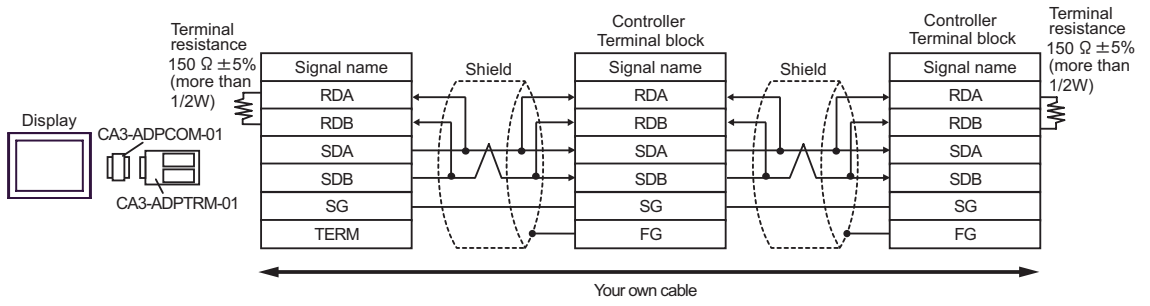 Terminal
resistance
150 Ω ±5%
(more than
1/2W)
Display
CA3-ADPCOM-01
CA3-ADPTRM-01
Signal name
RDA
RDB
SDA
SDB
SG
TERM
Shield
Controller
Terminal block
Signal name
RDA
RDB
SDA
SDB
SG
FG
Shield
Controller
Terminal block
Signal name
RDA
RDB
SDA
SDB
SG
FG
Terminal
resistance
150 Ω ±5%
(more than
1/2W)
Your own cable